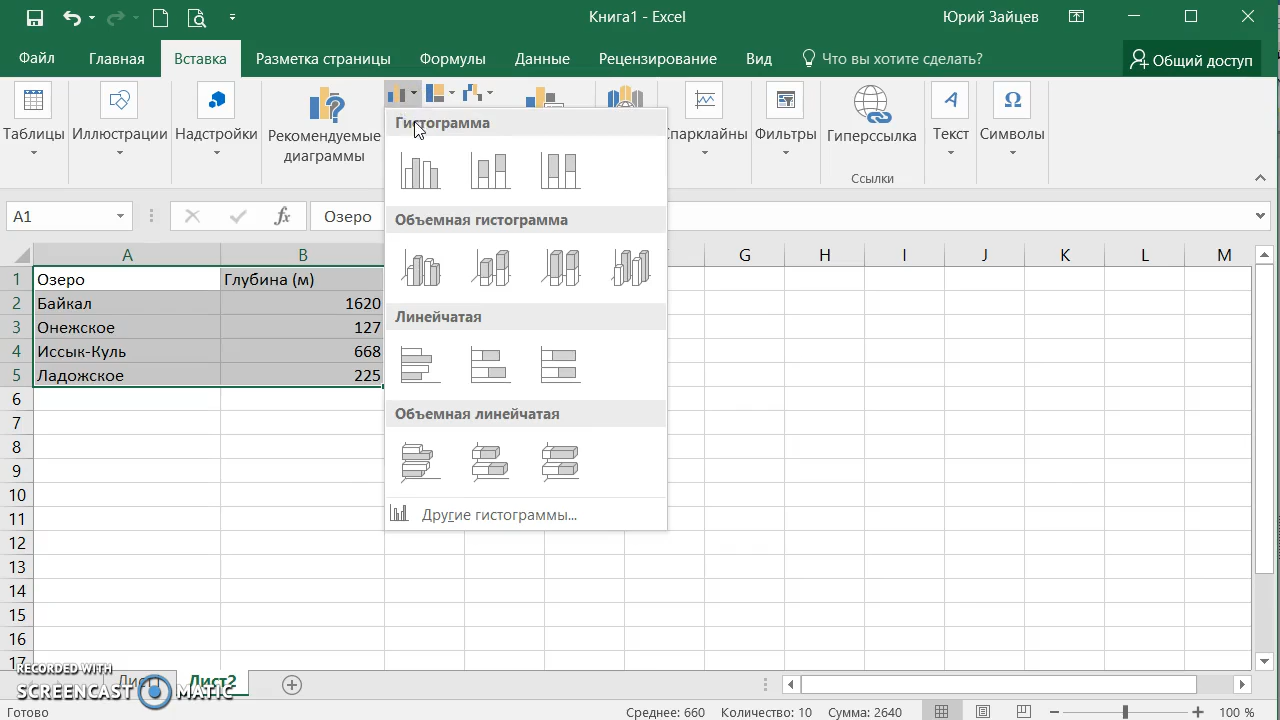 Книга1 - Excel
Юрий Зайцев
Файл
Главная
Вставка
Разметка страницы
Формулы
Данные
Рецензирование
Вид
Что вы хотите сделать?
Общий доступ
Таблицы
Иллюстрации
Надстройки
Рекомендуемые
диаграммы
Спарклайны
Фильтры
Гиперссылка
Ссылки
Текст
Символы
Гистограмма
Объемная гистограмма
Линейчатая
Объемная линейчатая
Другие гистограммы...
A1
fx
Озеро
A B G H I J K L M
1 Озеро Глубина (м)
2 Байкал 1620
3 Онежское 127
4 Иссык-Куль 668
5 Ладожское 225
6
7
8
9
10
11
12
13
14
15
16
17
RECORDED WITH
SCREENCAST MATIC
Лист1
Лист2
Готово
Среднее: 660
Количество: 10
Сумма: 2640
100 %